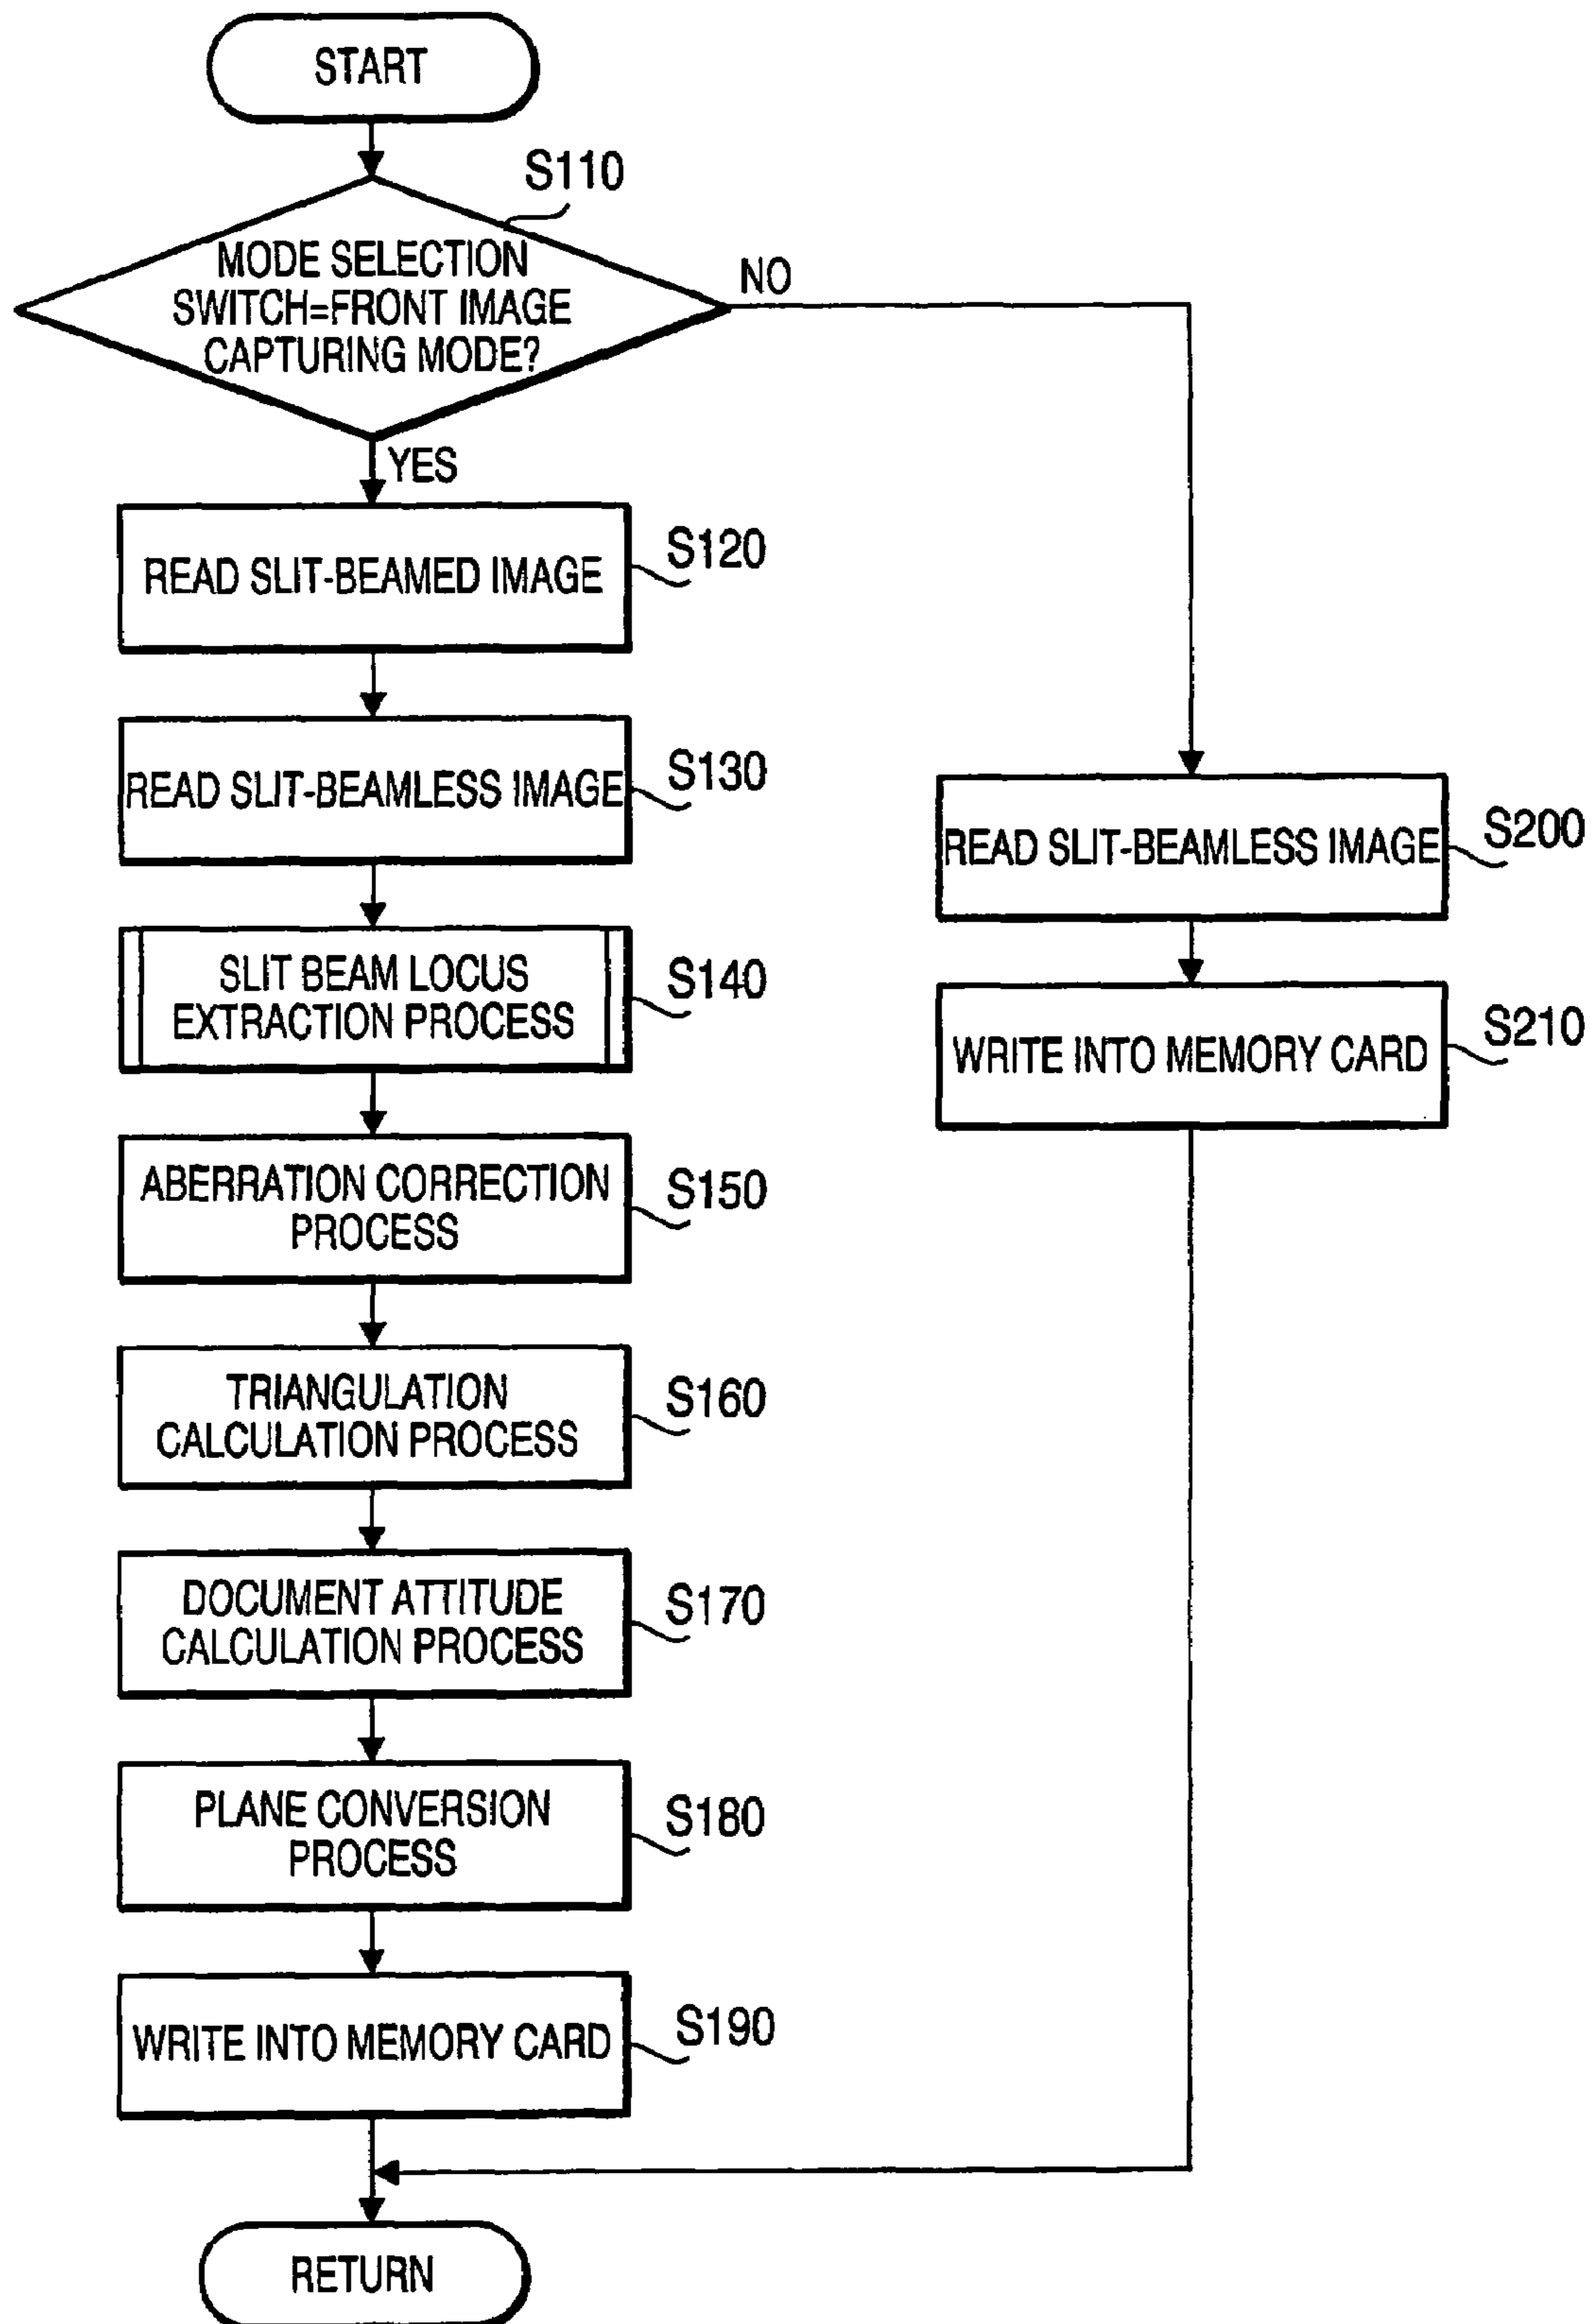 START
S110
MODE SELECTION
SWITCH=FRONT IMAGE
CAPTURING MODE?
NO
YES
READ SLIT-BEAMED IMAGE
S120
READ SLIT-BEAMLESS IMAGE
S130
SLIT BEAM LOCUS
EXTRACTION PROCESS
S140
ABERRATION CORRECTION
PROCESS
S150
TRIANGULATION
CALCULATION PROCESS
S160
DOCUMENT ATTITUDE
CALCULATION PROCESS
S170
PLANE CONVERSION
PROCESS
S180
WRITE INTO MEMORY CARD
S190
READ SLIT-BEAMLESS IMAGE
S200
WRITE INTO MEMORY CARD
S210
RETURN